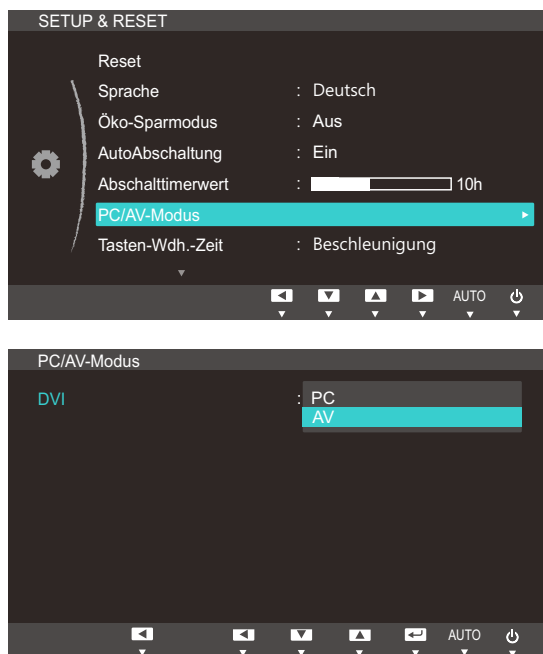 SETUP & RESET
Reset
Sprache : Deutsch
Öko-Sparmodus : Aus
AutoAbschaltung : Ein
Abschalttimerwert : 10h
PC/AV-Modus
Tasten-Wdh.-Zeit : Beschleunigung
AUTO
PC/AV-Modus
DVI : PC
AV
AUTO